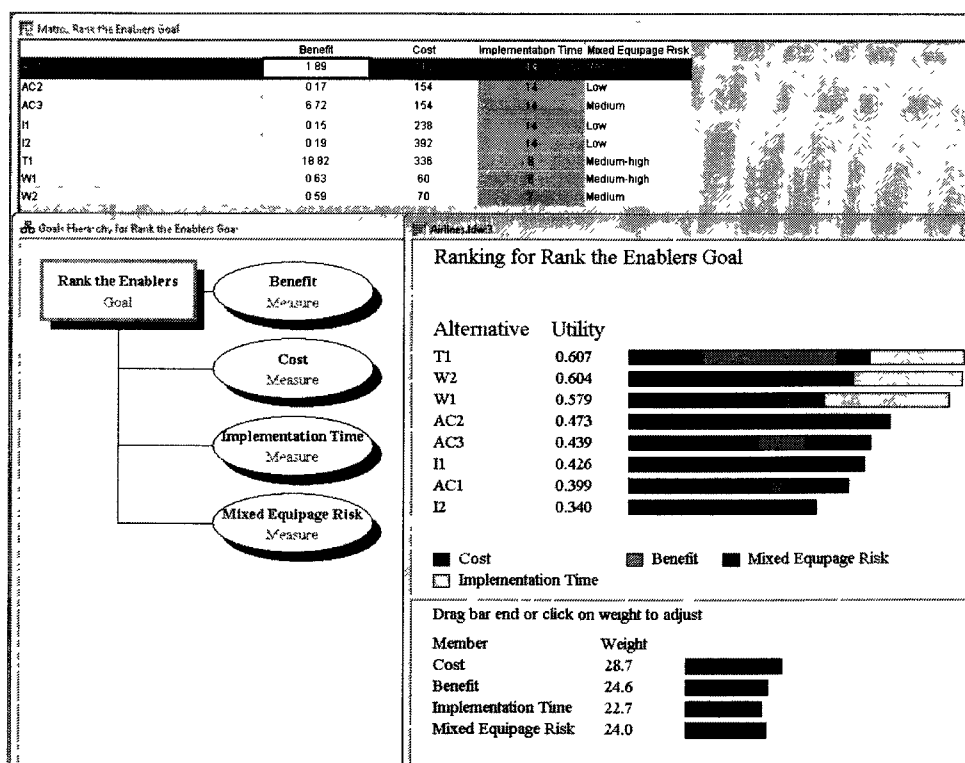 Matrix, Rank the Enablers Goal
Benefit Cost Implementation Time Mixed Equipage Risk
1 89
AC2 0 17 154 14 Low
AC3 6 72 154 14 Medium
I1 0 15 238 14 Low
I2 0 19 392 14 Low
T1 18 82 336 8 Medium-high
W1 0 63 60 Medium-high
W2 0 59 70 Medium
Goals Hierarchy for Rank the Enablers Goal
Rank the Enablers
Goal
Benefit
Measure
Cost
Measure
Implementation Time
Measure
Mixed Equipage Risk
Measure
Ranking for Rank the Enablers Goal
Alternative Utility
T1 0.607
W2 0.604
W1 0.579
AC2 0.473
AC3 0.439
I1 0.426
AC1 0.399
I2 0.340
Cost Benefit Mixed Equpage Risk
Implementation Time
Drag bar end or click on weight to adjust
Member Weight
Cost 28.7
Benefit 24.6
Implementation Time 22.7
Mixed Equipage Risk 24.0